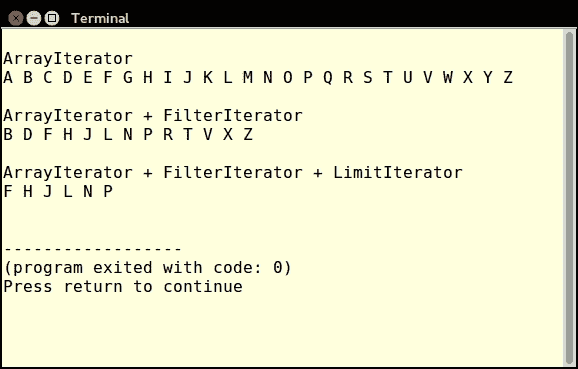 Terminal
ArrayIterator
A B C D E F G H I J K L M N O P Q R S T U V W X Y Z
ArrayIterator + FilterIterator
B D F H J L N P R T V X Z
ArrayIterator + FilterIterator + LimitIterator
F H J L N P
------------------
(program exited with code: 0)
Press return to continue